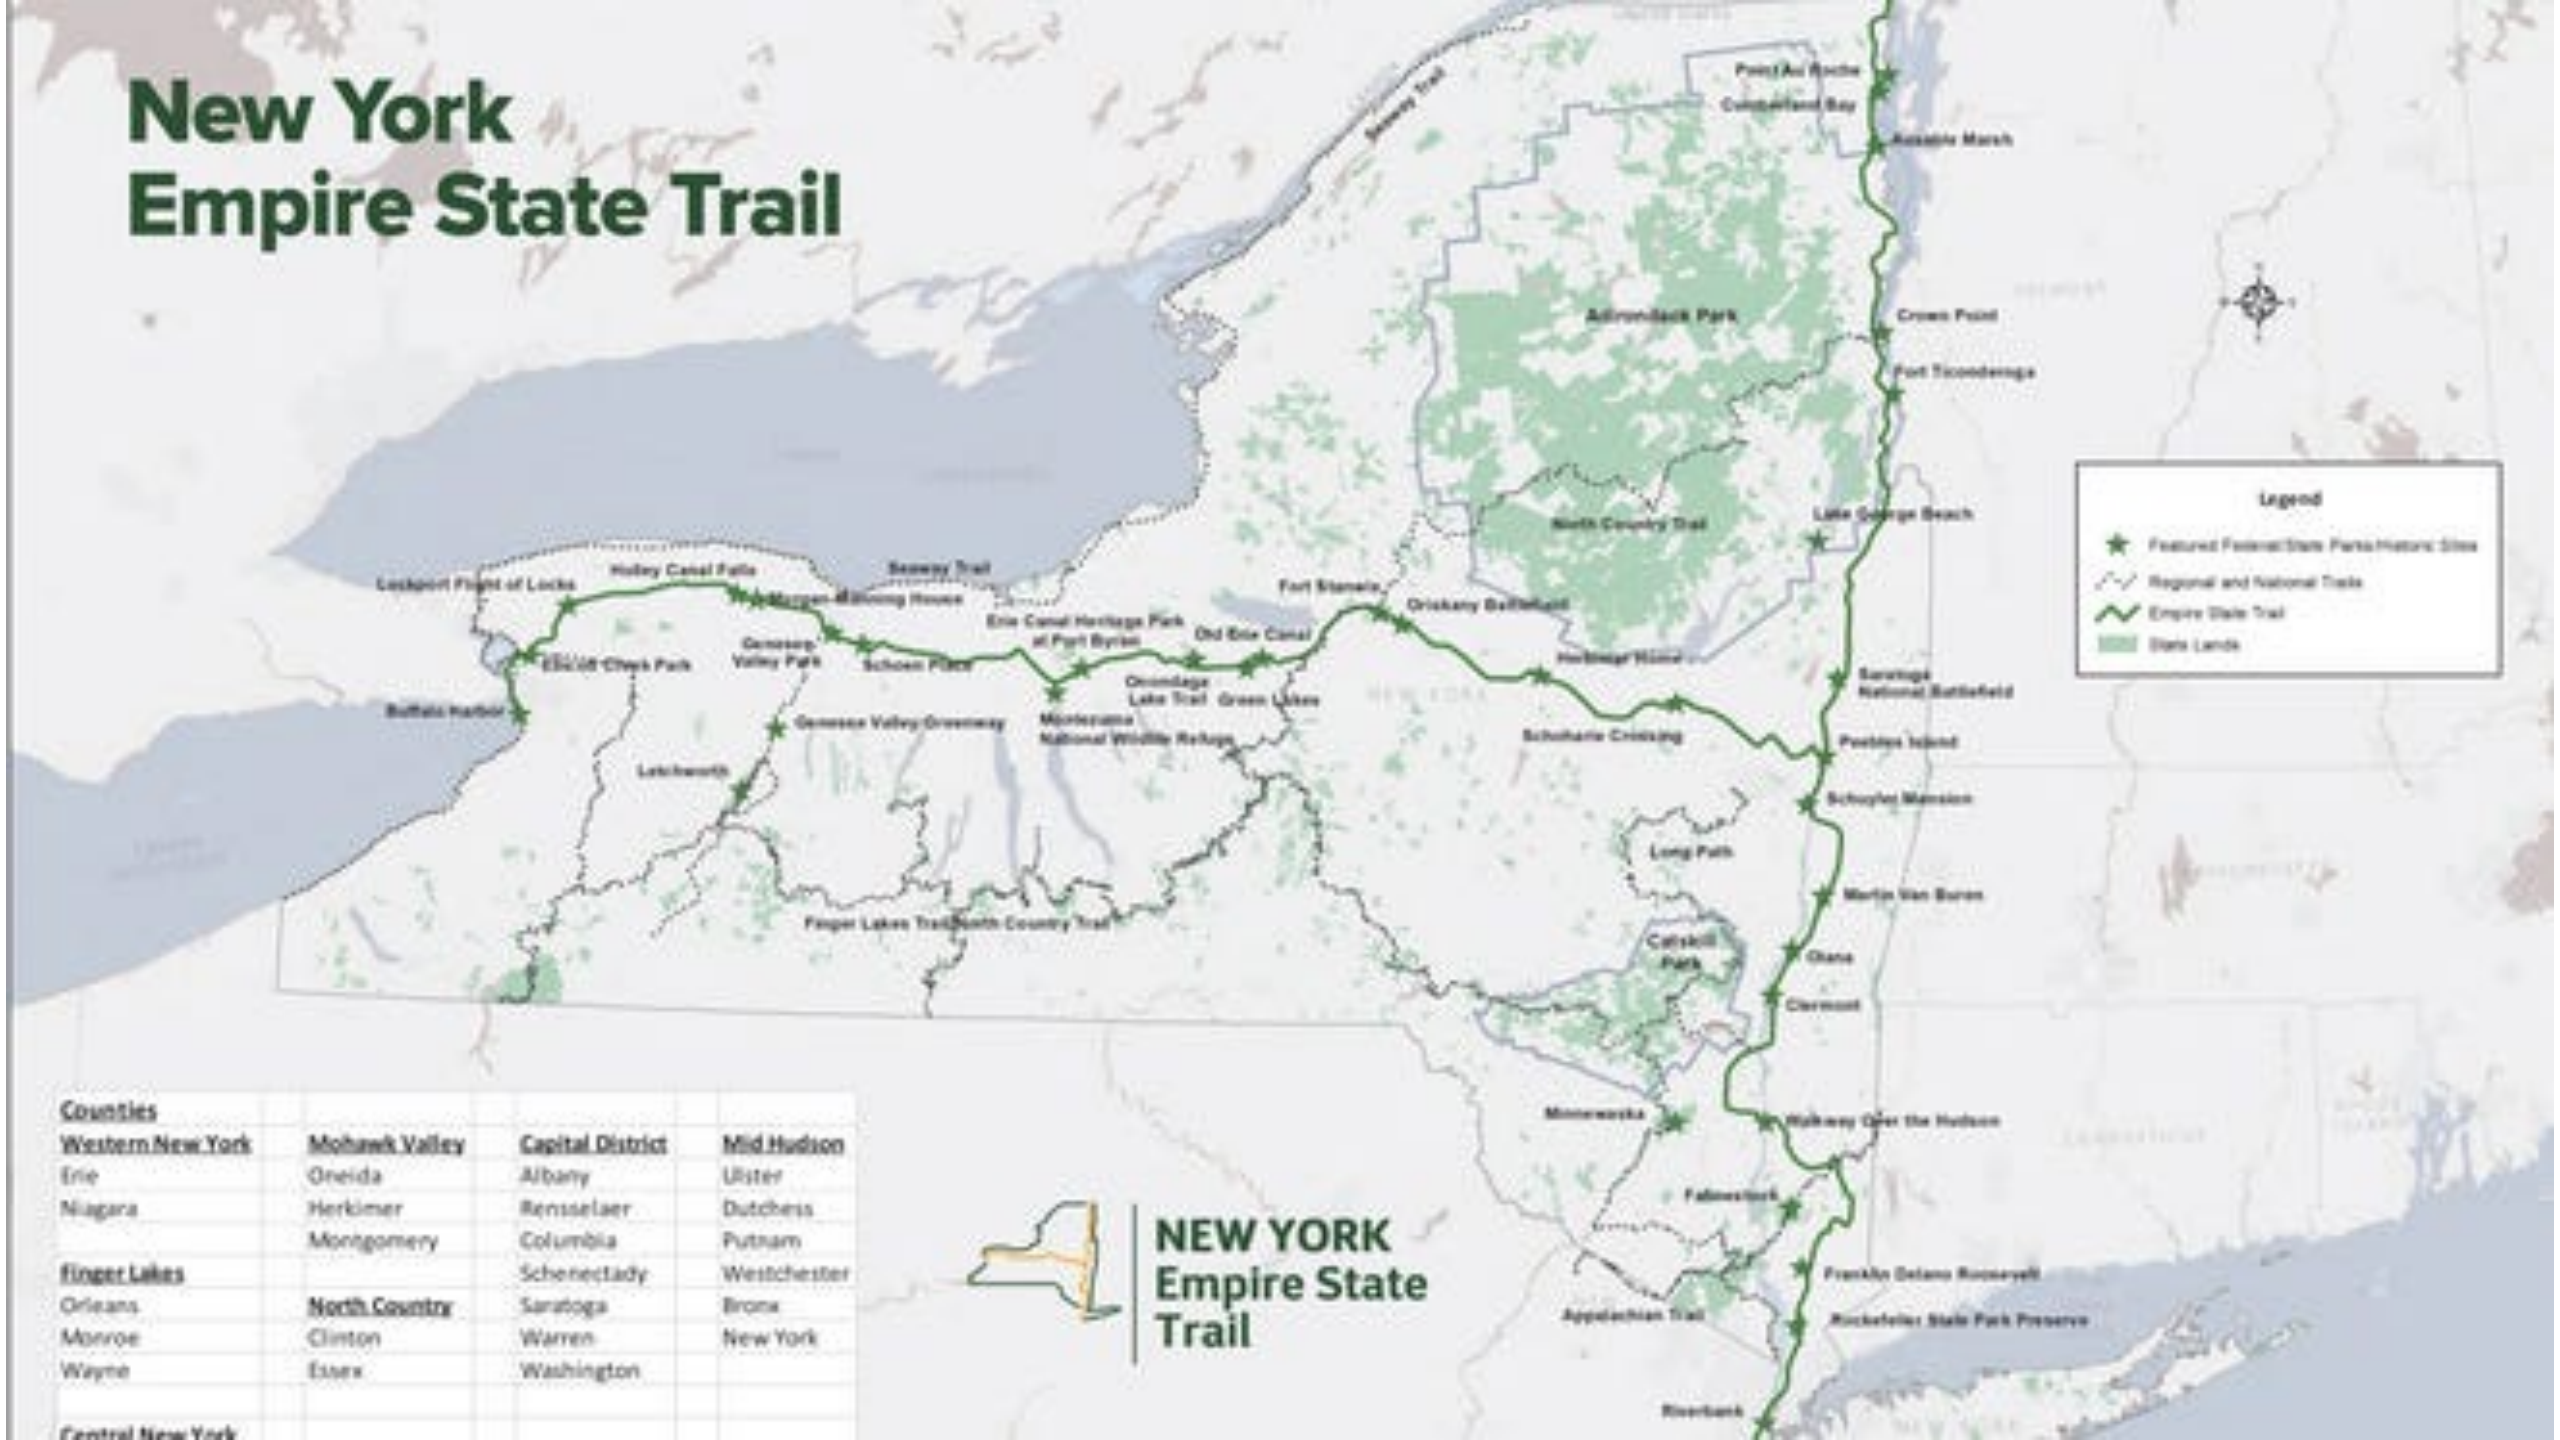 New York
Empire State Trail
Point Au Roche
Cumberland Bay
Ausable Marsh
Seaway Trail
Adirondack Park
Crown Point
Fort Ticonderoga
North Country Trail
Lake George Beach
Legend
Featured Federal/State Parks/Historic Sites
Regional and National Trails
Empire State Trail
State Lands
Lockport Flight of Locks
Holley Canal Falls
Seaway Trail
Morgan-Manning House
Erie Canal Heritage Park
at Port Byron
Old Erie Canal
Fort Stanwix
Oriskany Battlefield
Ellicott Creek Park
Genesee
Valley Park
Schoen Place
Onondaga
Lake Trail
Green Lakes
Herkimer Home
NEW YORK
Saratoga
National Battlefield
Buffalo Harbor
Genesee Valley Greenway
Montezuma
National Wildlife Refuge
Schoharie Crossing
Peebles Island
Letchworth
Schuyler Mansion
Long Path
Martin Van Buren
Finger Lakes Trail/North Country Trail
Catskill
Park
Olana
Clermont
Minnewaska
Walkway Over the Hudson
Fahnestock
Franklin Delano Roosevelt
Appalachian Trail
Rockefeller State Park Preserve
Riverbank
Counties
Western New York Mohawk Valley Capital District Mid Hudson
Erie Oneida Albany Ulster
Niagara Herkimer Rensselaer Dutchess
Montgomery Columbia Putnam
Finger Lakes Schenectady Westchester
Orleans North Country Saratoga Bronx
Monroe Clinton Warren New York
Wayne Essex Washington
Central New York
NEW YORK
Empire State
Trail